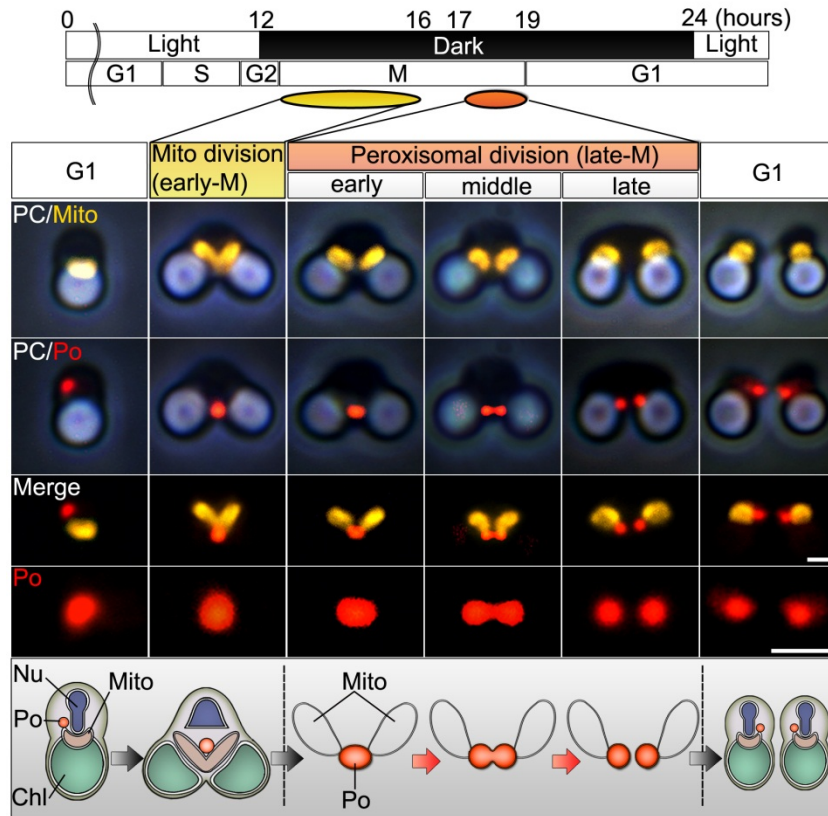 0 12 16 17 19 24 (hours)
Light Dark Light
G1 S G2 M G1
G1 Mito division (early-M) Peroxisomal division (late-M) G1
early middle late
PC/Mito
PC/Po
Merge
Po
Nu
Mito
Po
Chl
Mito
Po